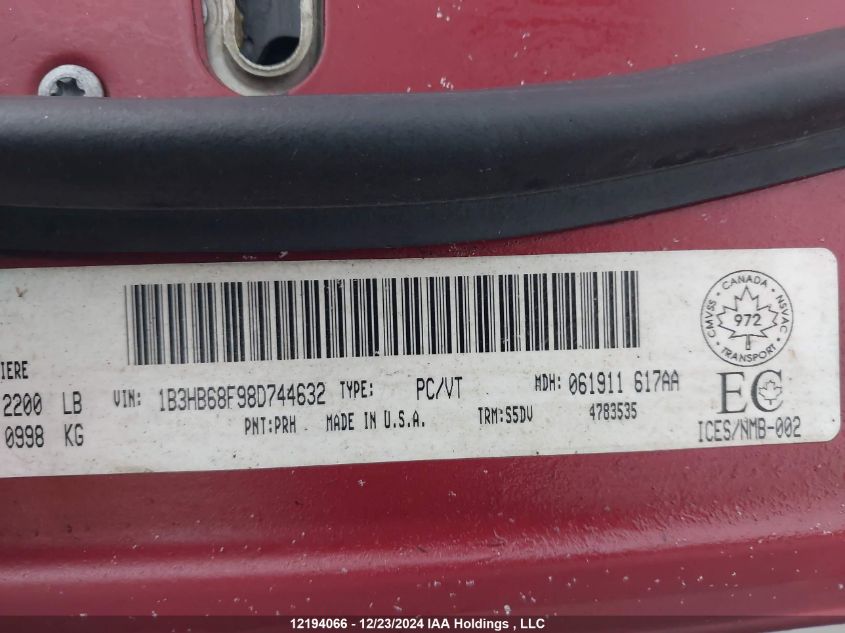 IERE
2200 LB
0998 KG
VIN: 1B3HB68F98D744632 TYPE: PC/VT MDH: 061911 617AA
PNT:PRH MADE IN U.S.A. TRM:S5DV 4783535
CANADA
CMVSS
NSVAC
972
TRANSPORT
EC
ICES/NMB-002
12194066 - 12/23/2024 IAA Holdings , LLC